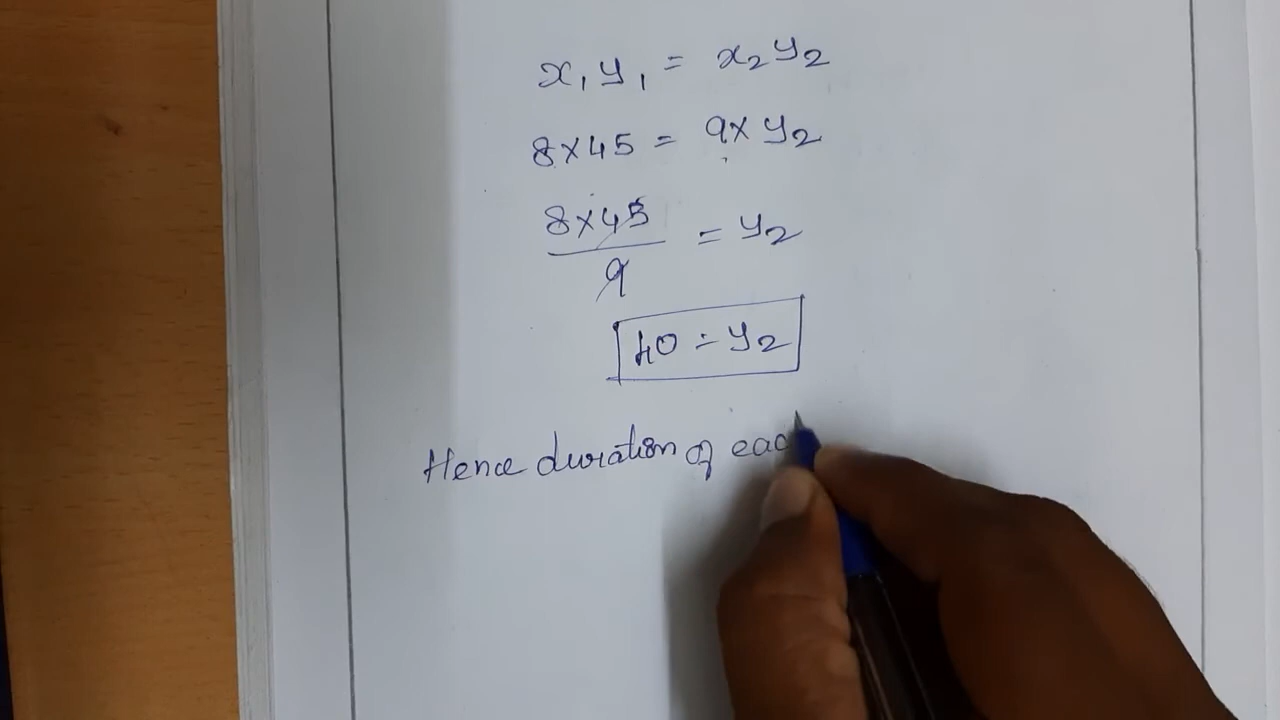 x₁y₁ = x₂y₂
8×45 = 9× y₂
8×45
= y₂
9
40 = y₂
Hence duration of eac